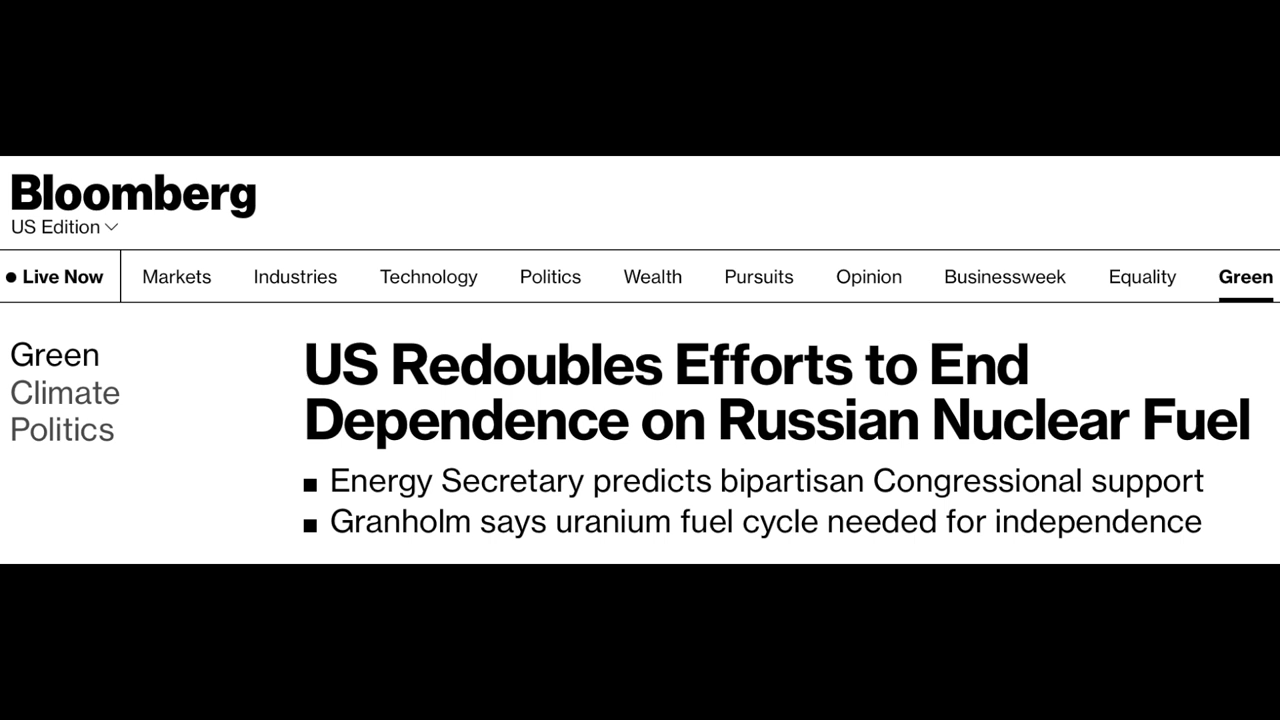 Bloomberg
US Edition
Live Now Markets Industries Technology Politics Wealth Pursuits Opinion Businessweek Equality Green
Green
Climate
Politics
US Redoubles Efforts to End
Dependence on Russian Nuclear Fuel
Energy Secretary predicts bipartisan Congressional support
Granholm says uranium fuel cycle needed for independence